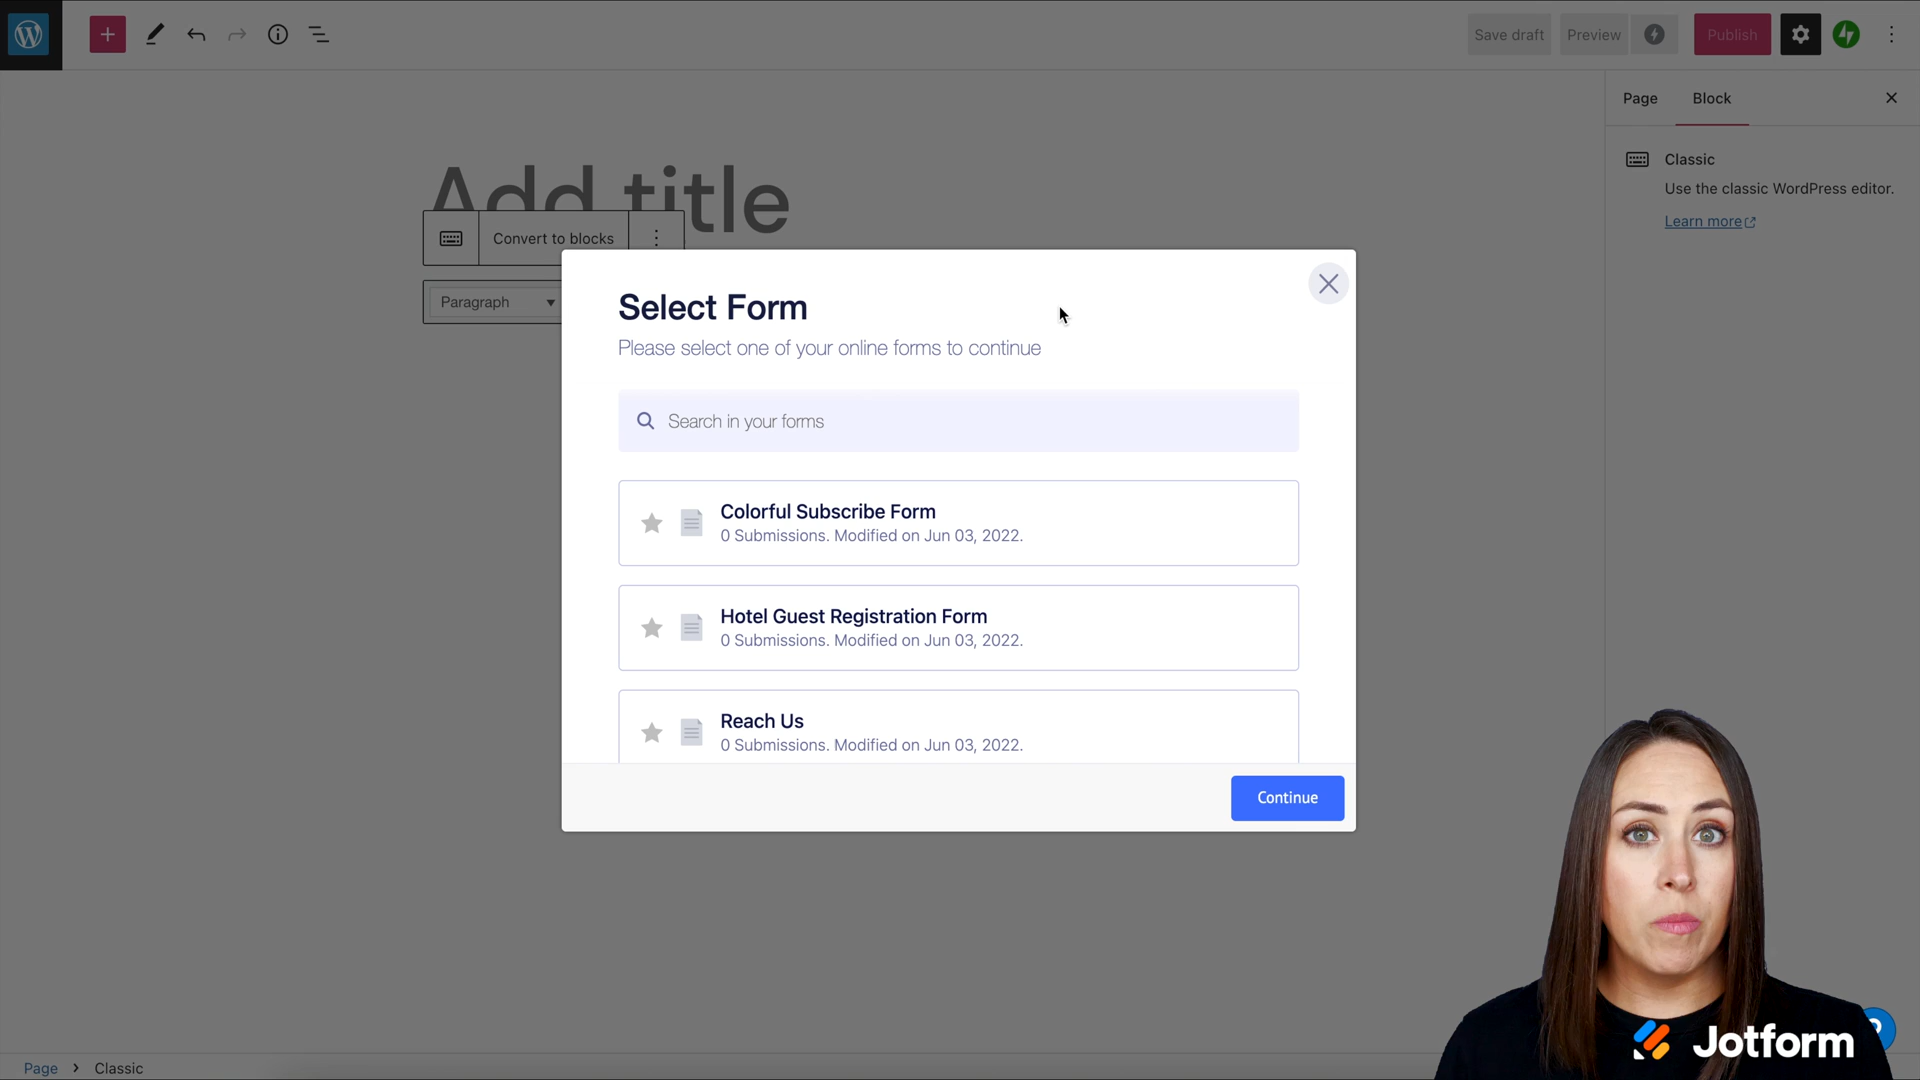 Save draft
Preview
Publish
Page
Block
Classic
Use the classic WordPress editor.
Learn more
Add title
Convert to blocks
Paragraph
Select Form
Please select one of your online forms to continue
Search in your forms
Colorful Subscribe Form
0 Submissions. Modified on Jun 03, 2022.
Hotel Guest Registration Form
0 Submissions. Modified on Jun 03, 2022.
Reach Us
0 Submissions. Modified on Jun 03, 2022.
Continue
Jotform
Page > Classic